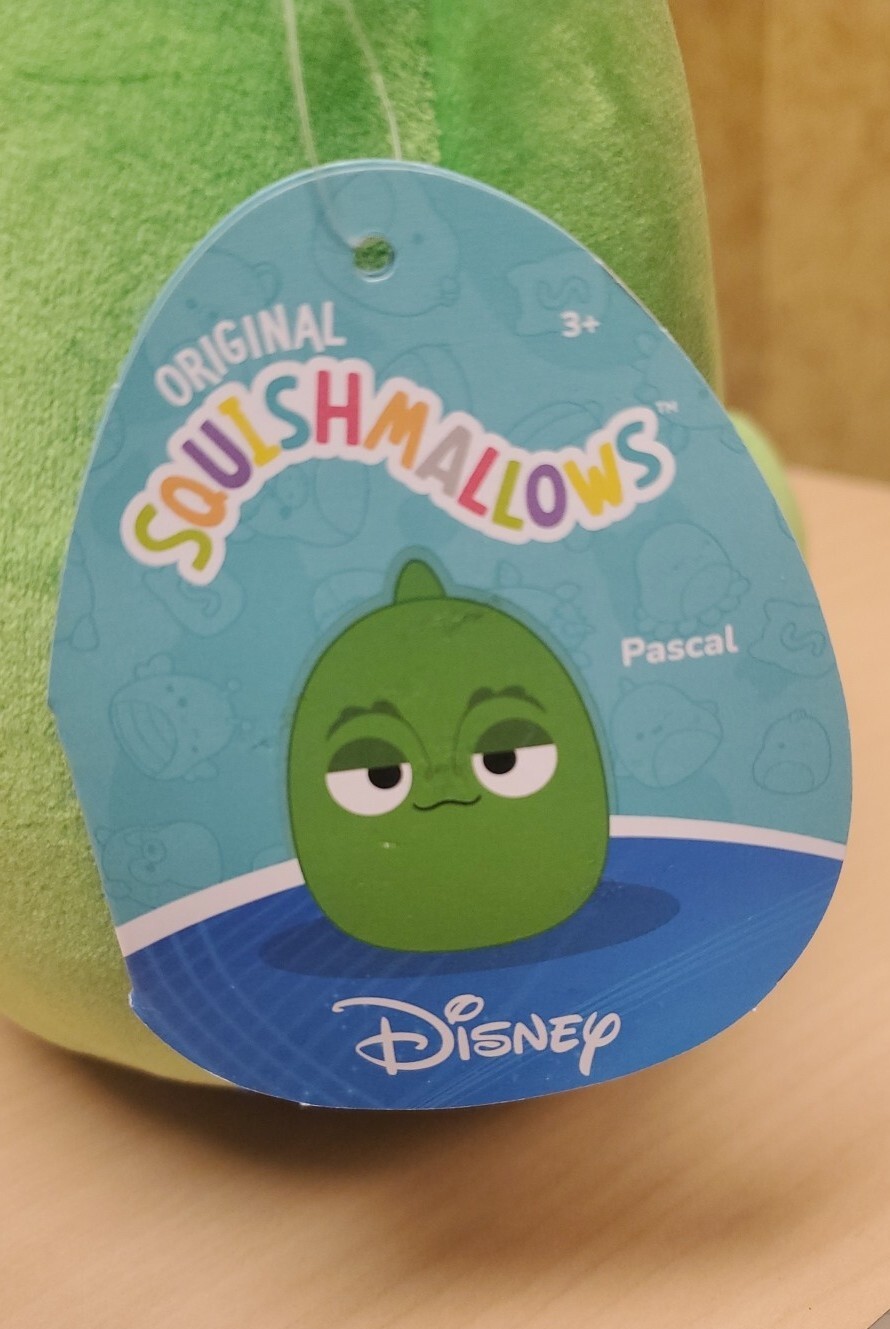 ORIGINAL
3+
SQUISHMALLOWS™
Pascal
DISNEY